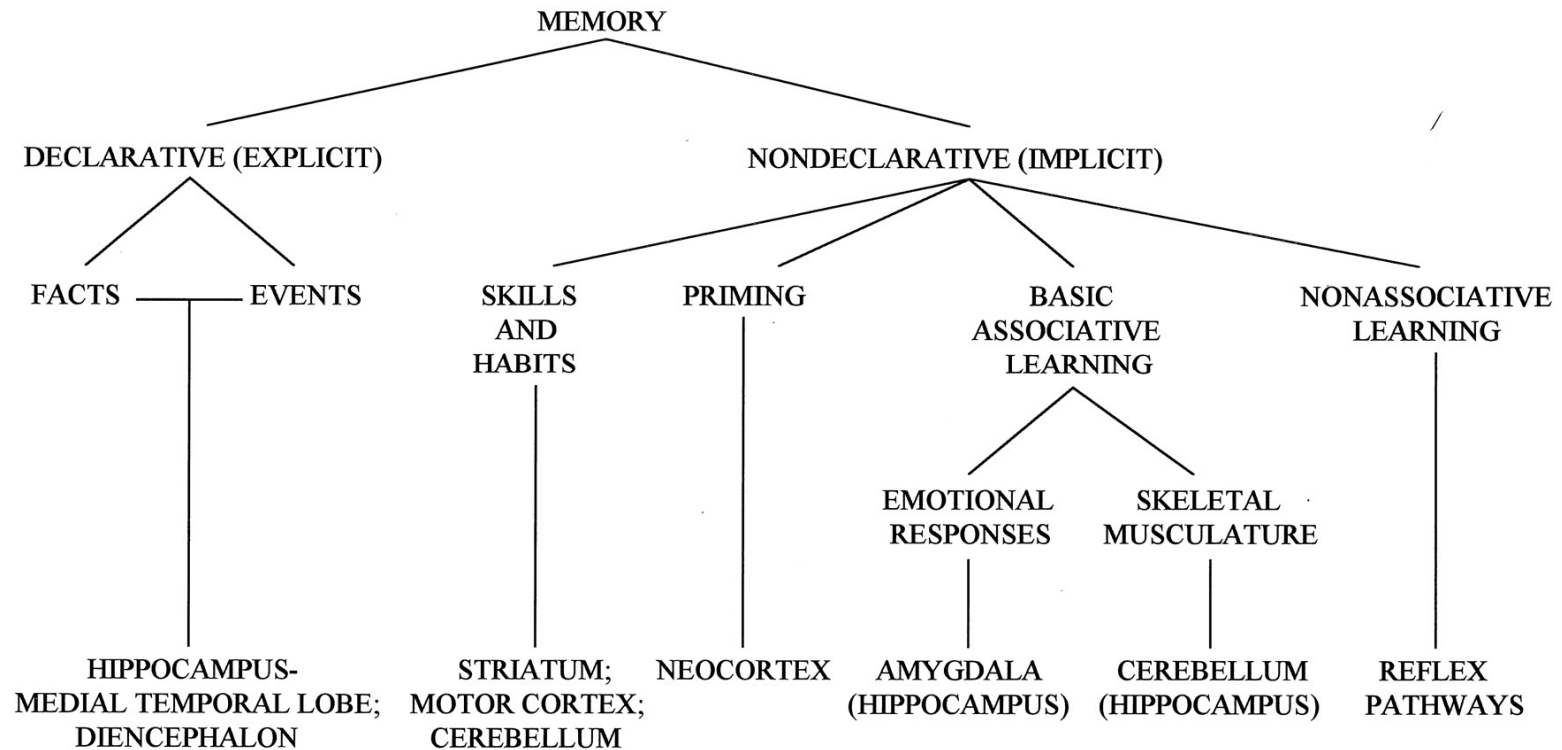 MEMORY
DECLARATIVE (EXPLICIT)
NONDECLARATIVE (IMPLICIT)
FACTS
EVENTS
SKILLS
AND
HABITS
PRIMING
BASIC
ASSOCIATIVE
LEARNING
NONASSOCIATIVE
LEARNING
EMOTIONAL
RESPONSES
SKELETAL
MUSCULATURE
HIPPOCAMPUS-
MEDIAL TEMPORAL LOBE;
DIENCEPHALON
STRIATUM;
MOTOR CORTEX;
CEREBELLUM
NEOCORTEX
AMYGDALA
(HIPPOCAMPUS)
CEREBELLUM
(HIPPOCAMPUS)
REFLEX
PATHWAYS